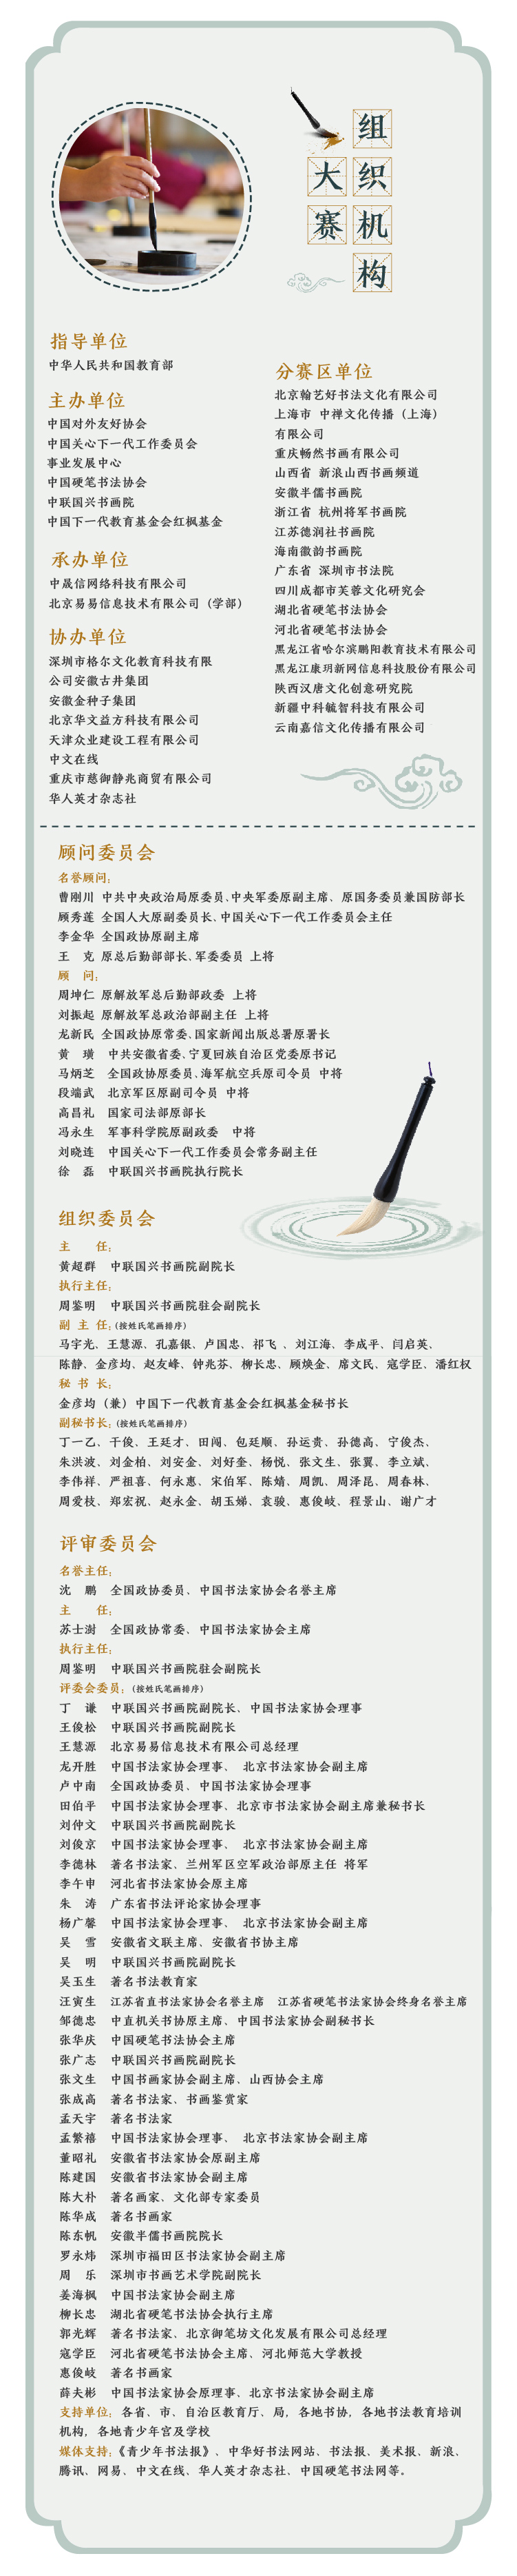 大赛
组织机构
指导单位
中华人民共和国教育部
主办单位
中国对外友好协会
中国关心下一代工作委员会
事业发展中心
中国硬笔书法协会
中联国兴书画院
中国下一代教育基金会红枫基金
承办单位
中晟信网络科技有限公司
北京易易信息技术有限公司（学部）
协办单位
深圳市格尔文化教育科技有限
公司安徽古井集团
安徽金种子集团
北京华文益方科技有限公司
天津众业建设工程有限公司
中文在线
重庆市慈御静兆商贸有限公司
华人英才杂志社
分赛区单位
北京翰艺好书法文化有限公司
上海市 中禅文化传播（上海）
有限公司
重庆畅然书画有限公司
山西省 新浪山西书画频道
安徽半儒书画院
浙江省 杭州将军书画院
江苏德润社书画院
海南徽韵书画院
广东省 深圳市书法院
四川成都市芙蓉文化研究会
湖北省硬笔书法协会
河北省硬笔书法协会
黑龙江省哈尔滨鹏阳教育技术有限公司
黑龙江康玥新网信息科技股份有限公司
陕西汉唐文化创意研究院
新疆中科毓智科技有限公司
云南嘉信文化传播有限公司
顾问委员会
名誉顾问：
曹刚川 中共中央政治局原委员、中央军委原副主席、原国务委员兼国防部长
顾秀莲 全国人大原副委员长、中国关心下一代工作委员会主任
李金华 全国政协原副主席
王 克 原总后勤部部长、军委委员 上将
顾 问：
周坤仁 原解放军总后勤部政委 上将
刘振起 原解放军总政治部副主任 上将
龙新民 全国政协原常委、国家新闻出版总署原署长
黄 璜 中共安徽省委、宁夏回族自治区党委原书记
马炳芝 全国政协原委员、海军航空兵原司令员 中将
段端武 北京军区原副司令员 中将
高昌礼 国家司法部原部长
冯永生 军事科学院原副政委 中将
刘晓连 中国关心下一代工作委员会常务副主任
徐 磊 中联国兴书画院执行院长
组织委员会
主 任：
黄超群 中联国兴书画院副院长
执行主任：
周鉴明 中联国兴书画院驻会副院长
副 主 任：(按姓氏笔画排序)
马宇光、王慧源、孔嘉银、卢国忠、祁飞 、刘江海、李成平、闫启英、
陈静、金彦均、赵友峰、钟兆芬、柳长忠、顾焕金、席文民、寇学臣、潘红权
秘 书 长：
金彦均（兼）中国下一代教育基金会红枫基金秘书长
副秘书长：(按姓氏笔画排序)
丁一乙、干俊、王廷才、田闯、包廷顺、孙运贵、孙德高、宁俊杰、
朱洪波、刘金柏、刘安金、刘好奎、杨悦、张文生、张翼、李立斌、
李伟祥、严祖喜、何永惠、宋伯军、陈婧、周凯、周泽昆、周春林、
周爱枝、郑宏祝、赵永金、胡玉娣、袁骏、惠俊岐、程景山、谢广才
评审委员会
名誉主任：
沈 鹏 全国政协委员、中国书法家协会名誉主席
主 任：
苏士澍 全国政协常委、中国书法家协会主席
执行主任：
周鉴明 中联国兴书画院驻会副院长
评委会委员：(按姓氏笔画排序)
丁 谦 中联国兴书画院副院长、中国书法家协会理事
王俊松 中联国兴书画院副院长
王慧源 北京易易信息技术有限公司总经理
龙开胜 中国书法家协会理事、 北京书法家协会副主席
卢中南 全国政协委员、中国书法家协会理事
田伯平 中国书法家协会理事、北京市书法家协会副主席兼秘书长
刘仲文 中联国兴书画院副院长
刘俊京 中国书法家协会理事、 北京书法家协会副主席
李德林 著名书法家、兰州军区空军政治部原主任 将军
李午申 河北省书法家协会原主席
朱 涛 广东省书法评论家协会理事
杨广馨 中国书法家协会理事、 北京书法家协会副主席
吴 雪 安徽省文联主席、安徽省书协主席
吴 明 中联国兴书画院副院长
吴玉生 著名书法教育家
汪寅生 江苏省直书法家协会名誉主席 江苏省硬笔书法家协会终身名誉主席
邹德忠 中直机关书协原主席、中国书法家协会副秘书长
张华庆 中国硬笔书法协会主席
张广志 中联国兴书画院副院长
张文生 中国书画家协会副主席、山西协会主席
张成高 著名书法家、书画鉴赏家
孟天宇 著名书法家
孟繁禧 中国书法家协会理事、 北京书法家协会副主席
董昭礼 安徽省书法家协会原副主席
陈建国 安徽省书法家协会副主席
陈大朴 著名画家、文化部专家委员
陈华成 著名书画家
陈东帆 安徽半儒书画院院长
罗永炜 深圳市福田区书法家协会副主席
周 乐 深圳市书画艺术学院副院长
姜海枫 中国书法家协会副主席
柳长忠 湖北省硬笔书法协会执行主席
郭光辉 著名书法家、北京御笔坊文化发展有限公司总经理
寇学臣 河北省硬笔书法协会主席、河北师范大学教授
惠俊岐 著名书画家
薛夫彬 中国书法家协会原理事、北京书法家协会副主席
支持单位：各省、市、自治区教育厅、局，各地书协，各地书法教育培训
机构，各地青少年宫及学校
媒体支持：《青少年书法报》、中华好书法网站、书法报、美术报、新浪、
腾讯、网易、中文在线、华人英才杂志社、中国硬笔书法网等。